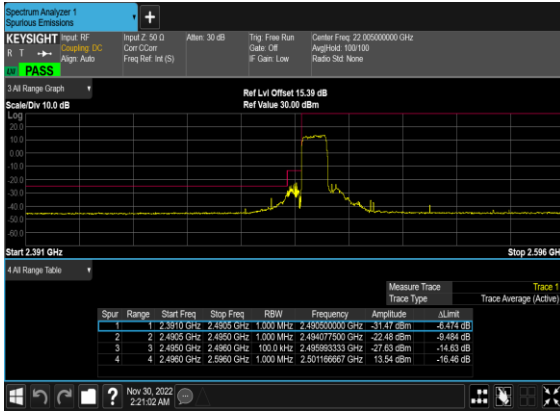 Spectrum Analyzer 1
Spurious Emissions
+
KEYSIGHT Input: RF Input Z: 50 Ω Atten: 30 dB Trig: Free Run Center Freq: 22.005000000 GHz
R T Coupling: DC Corr CCorr Gate: Off Avg|Hold: 100/100
Align: Auto Freq Ref: Int (S) IF Gain: Low Radio Std: None
PASS
3 All Range Graph Ref Lvl Offset 15.39 dB
Scale/Div 10.0 dB Ref Value 30.00 dBm
Log
20.0
10.0
0.00
-10.0
-20.0
-30.0
-40.0
-50.0
-60.0
Start 2.391 GHz Stop 2.596 GH
4 All Range Table
Measure Trace Trace 1
Trace Type Trace Average (Active)
Spur Range Start Freq Stop Freq RBW Frequency Amplitude ΔLimit
1 1 2.3910 GHz 2.4905 GHz 1.000 MHz 2.490500000 GHz -31.47 dBm -6.474 dB
2 2 2.4905 GHz 2.4950 GHz 1.000 MHz 2.494077500 GHz -22.48 dBm -9.484 dB
3 3 2.4950 GHz 2.4960 GHz 100.0 kHz 2.495993333 GHz -27.63 dBm -14.63 dB
4 4 2.4960 GHz 2.5960 GHz 1.000 MHz 2.501166667 GHz 13.54 dBm -16.46 dB
? Nov 30, 2022
2:21:02 AM